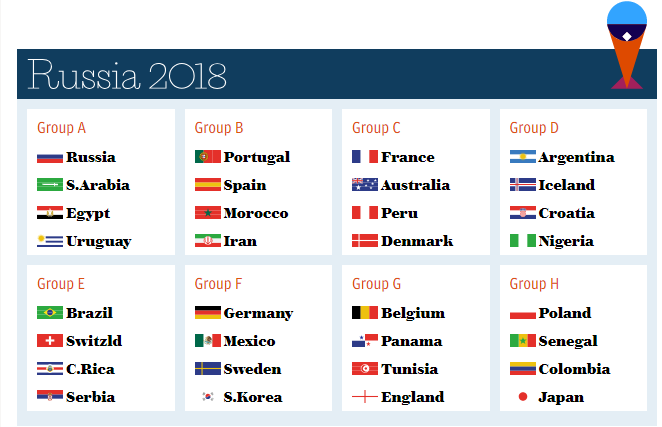 Russia 2018
Group A
Russia
S.Arabia
Egypt
Uruguay
Group B
Portugal
Spain
Morocco
Iran
Group C
France
Australia
Peru
Denmark
Group D
Argentina
Iceland
Croatia
Nigeria
Group E
Brazil
Switzld
C.Rica
Serbia
Group F
Germany
Mexico
Sweden
S.Korea
Group G
Belgium
Panama
Tunisia
England
Group H
Poland
Senegal
Colombia
Japan